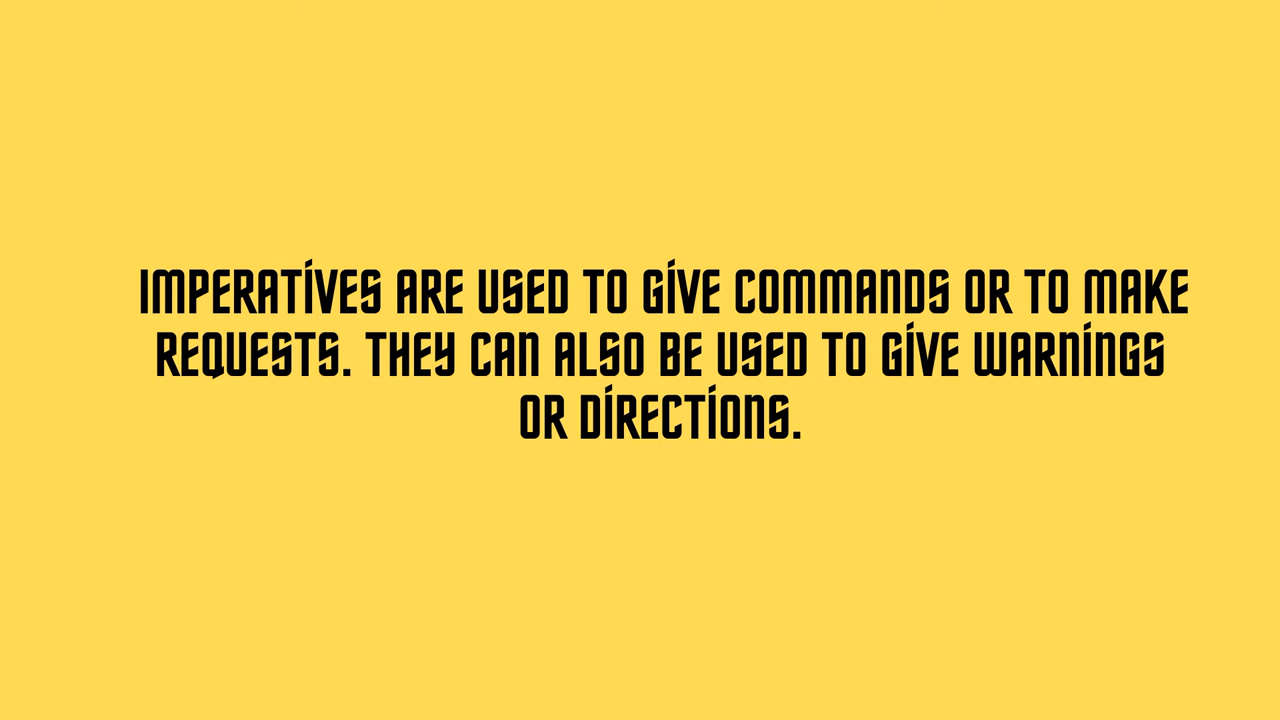 IMPERATIVES ARE USED TO GIVE COMMANDS OR TO MAKE
REQUESTS. THEY CAN ALSO BE USED TO GIVE WARNINGS
OR DIRECTIONS.